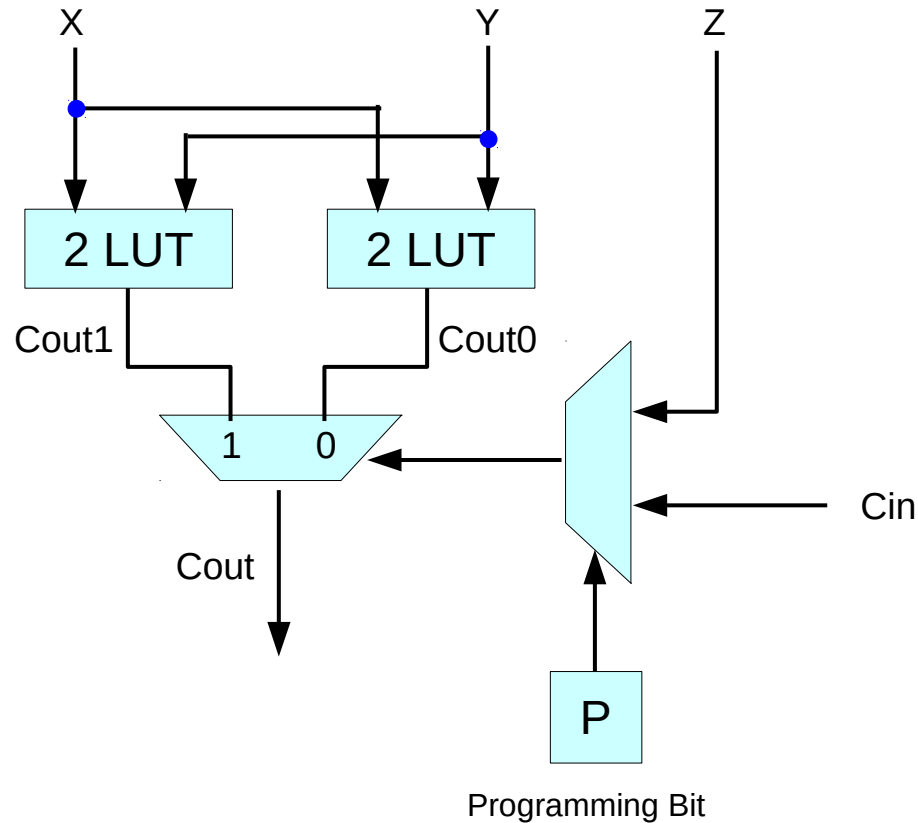 X
Y
Z
2 LUT
2 LUT
Cout1
Cout0
1
0
Cin
Cout
P
Programming Bit